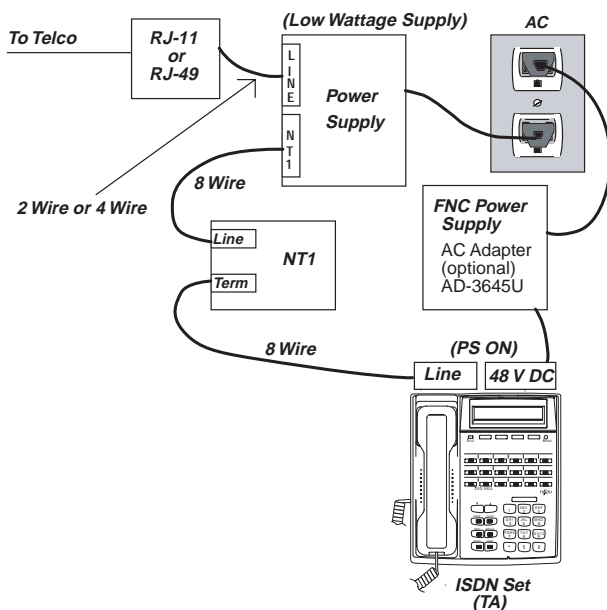 (Low Wattage Supply)
AC
To Telco
RJ-11
or
RJ-49
LINE
Power
Supply
NT1
8 Wire
2 Wire or 4 Wire
FNC Power
Supply
AC Adapter
(optional)
AD-3645U
Line
NT1
Term
8 Wire
(PS ON)
Line
48 V DC
ISDN Set
(TA)